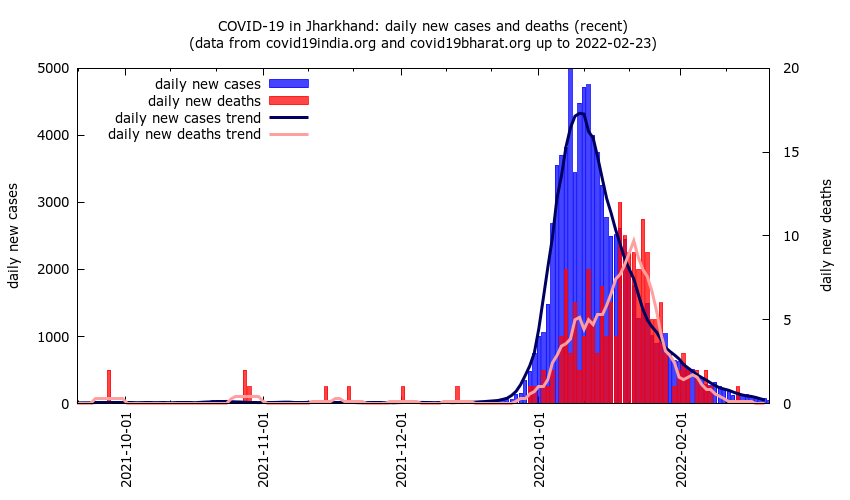 COVID-19 in Jharkhand: daily new cases and deaths (recent)
(data from covid19india.org and covid19bharat.org up to 2022-02-23)
daily new cases
daily new deaths
daily new cases trend
daily new deaths trend
5000
4000
3000
2000
1000
0
20
15
10
5
0
daily new cases
daily new deaths
2021-10-01
2021-11-01
2021-12-01
2022-01-01
2022-02-01